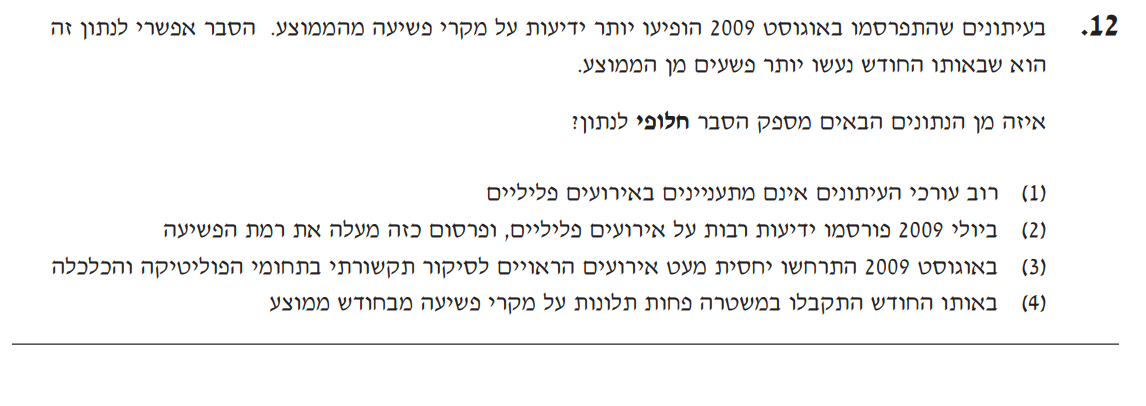 12. בעיתונים שהתפרסמו באוגוסט 2009 הופיעו יותר ידיעות על מקרי פשיעה מהממוצע. הסבר אפשרי לנתון זה
הוא שבאותו החודש נעשו יותר פשעים מן הממוצע.
איזה מן הנתונים הבאים מספק הסבר חלופי לנתון?
(1) רוב עורכי העיתונים אינם מתעניינים באירועים פליליים
(2) ביולי 2009 פורסמו ידיעות רבות על אירועים פליליים, ופרסום כזה מעלה את רמת הפשיעה
(3) באוגוסט 2009 התרחשו יחסית מעט אירועים הראויים לסיקור תקשורתי בתחומי הפוליטיקה והכלכלה
(4) באותו החודש התקבלו במשטרה פחות תלונות על מקרי פשיעה מבחודש ממוצע